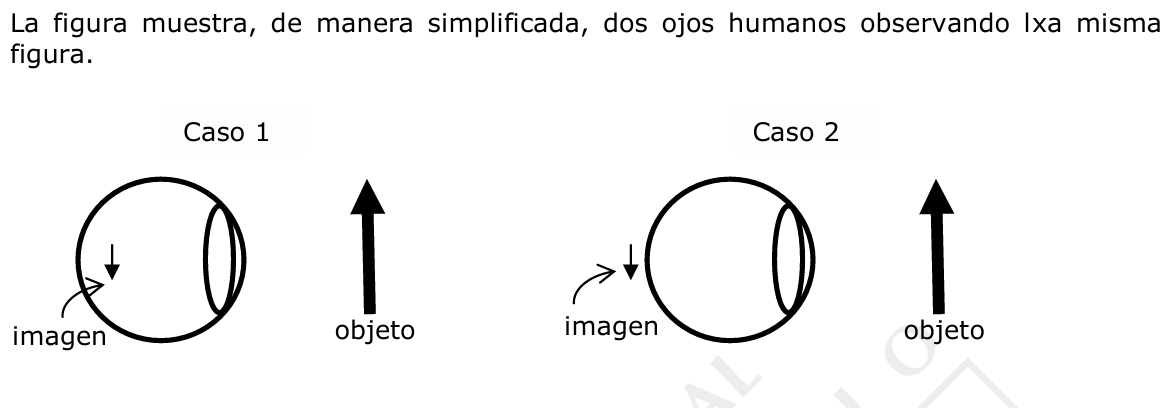 La figura muestra, de manera simplificada, dos ojos humanos observando lxa misma
figura.
Caso 1
Caso 2
imagen
objeto
imagen
objeto